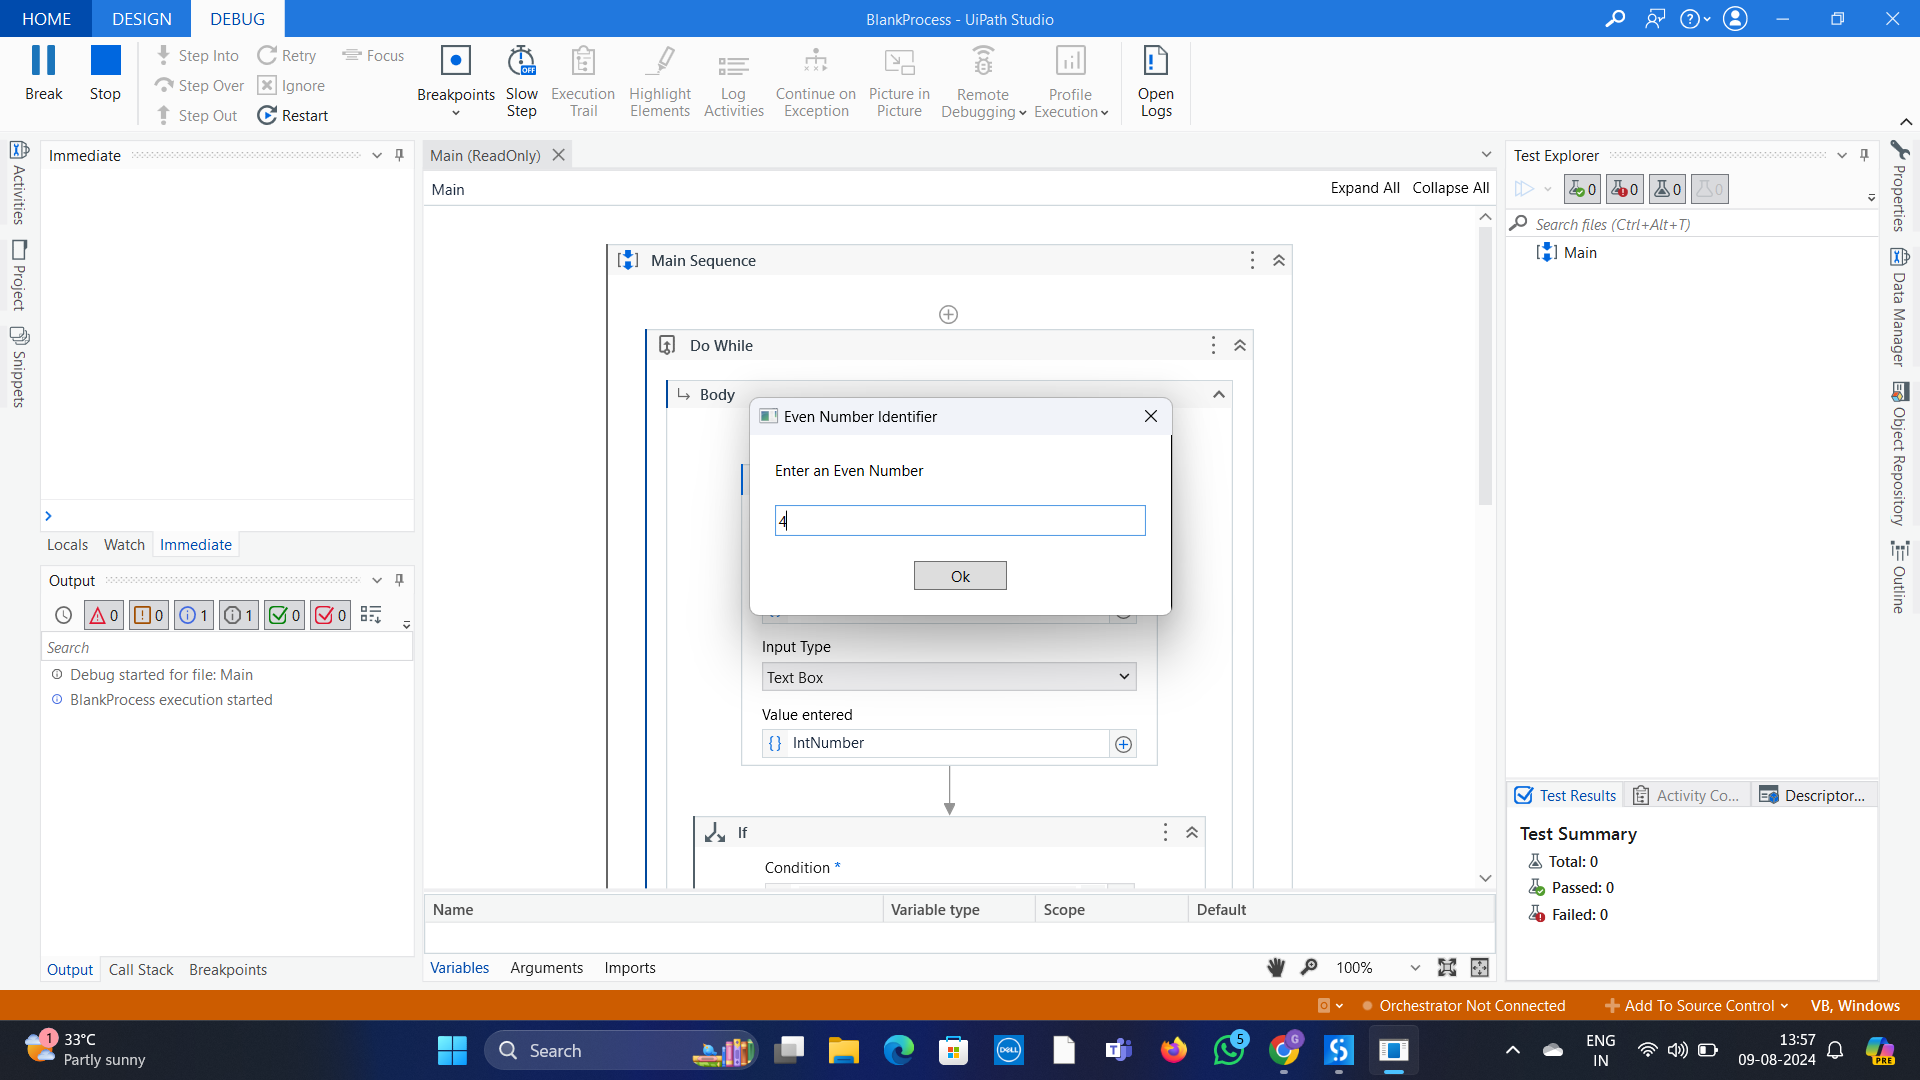 HOME DESIGN DEBUG
BlankProcess - UiPath Studio
Break
Stop
Step Into
Step Over
Step Out
Retry
Ignore
Restart
Focus
Breakpoints
Slow
Step
OFF
Execution
Trail
Highlight
Elements
Log
Activities
Continue on
Exception
Picture in
Picture
Remote
Debugging
Profile
Execution
Open
Logs
Activities
Project
Snippets
Immediate
Locals Watch Immediate
Output
0 0 1 1 0 0
Search
Debug started for file: Main
BlankProcess execution started
Output Call Stack Breakpoints
Main (ReadOnly)
Main
Expand All Collapse All
Main Sequence
Do While
Body
Even Number Identifier
Enter an Even Number
4
Ok
Input Type
Text Box
Value entered
{} IntNumber
If
Condition *
Name Variable type Scope Default
Variables Arguments Imports
100%
Test Explorer
0 0 0 0
Search files (Ctrl+Alt+T)
Main
Test Results Activity Co... Descriptor...
Test Summary
Total: 0
Passed: 0
Failed: 0
Properties
Data Manager
Object Repository
Outline
Orchestrator Not Connected
Add To Source Control
VB, Windows
1
33°C
Partly sunny
Search
DELL
5
G
ENG
IN
13:57
09-08-2024
PRE